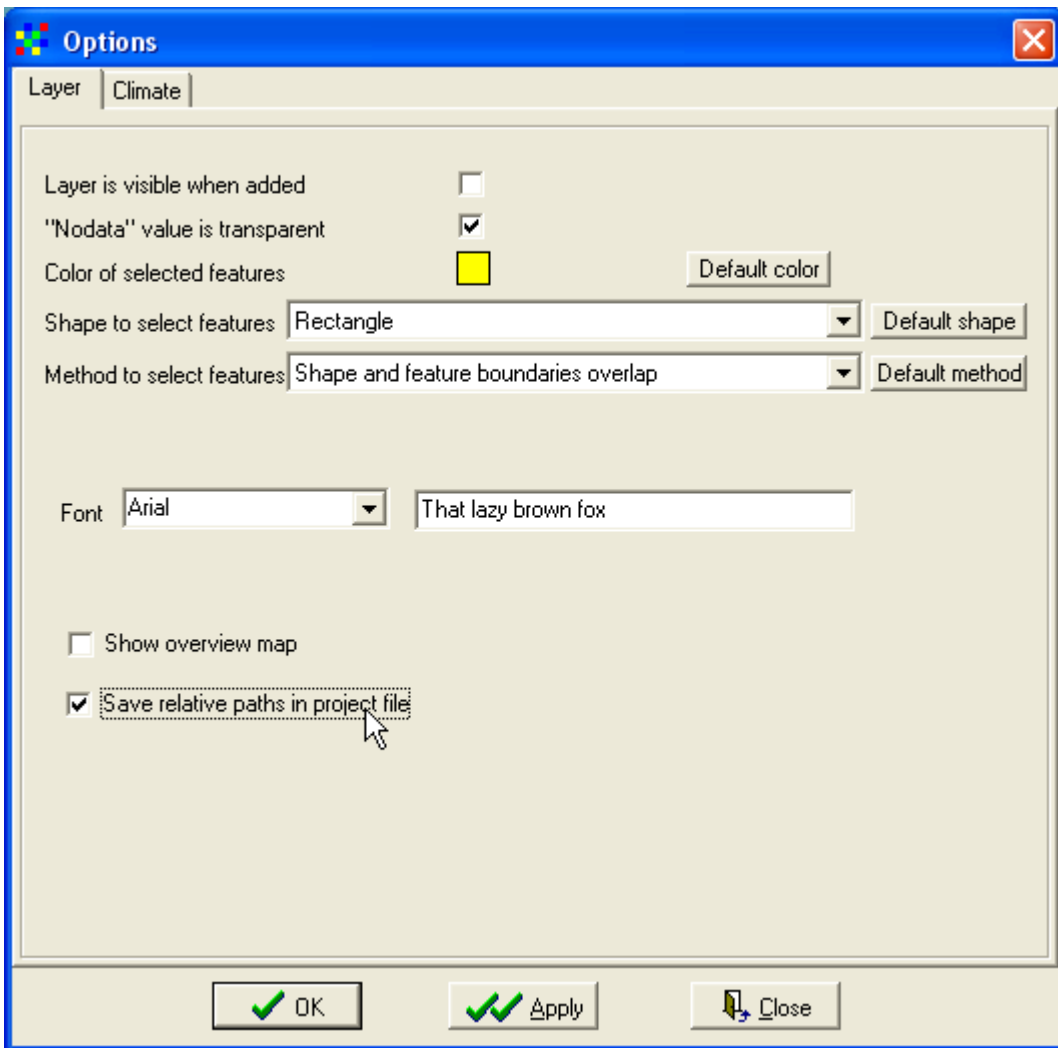 Options
Layer Climate
Layer is visible when added
"Nodata" value is transparent
Color of selected features Default color
Shape to select features Rectangle Default shape
Method to select features Shape and feature boundaries overlap Default method
Font Arial That lazy brown fox
Show overview map
Save relative paths in project file
OK Apply Close